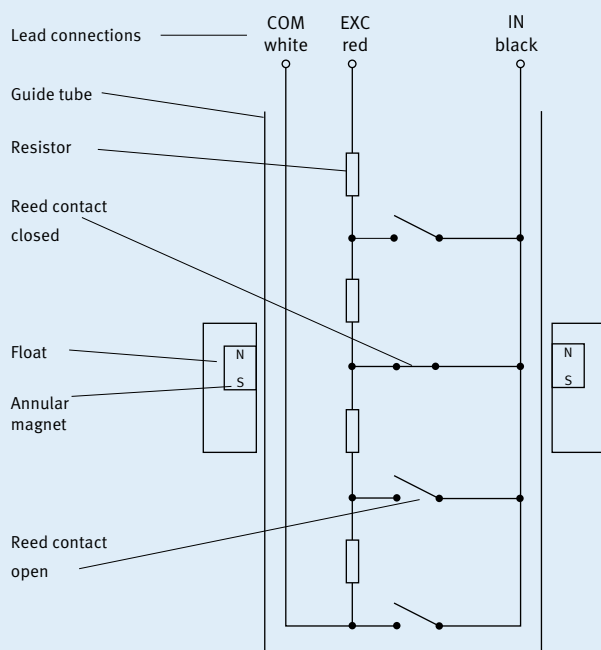 Lead connections
COM
white
EXC
red
IN
black
Guide tube
Resistor
Reed contact
closed
Float
N
S
N
S
Annular
magnet
Reed contact
open